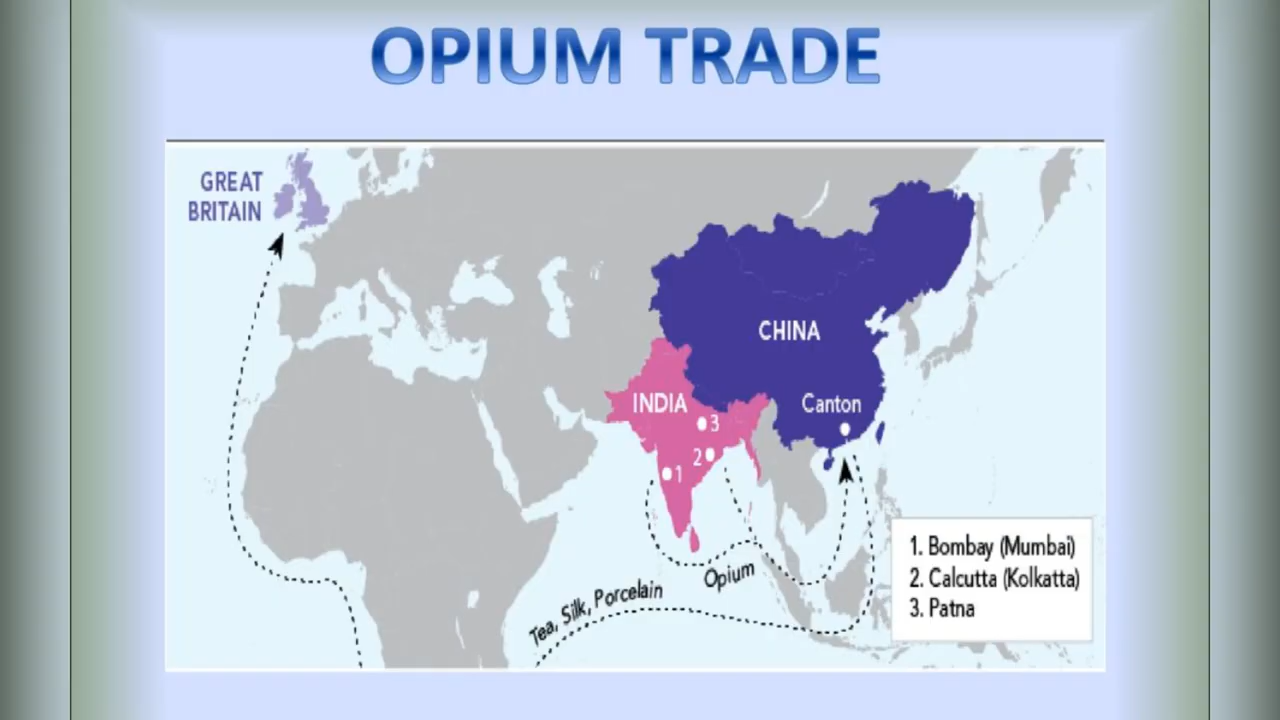 OPIUM TRADE
GREAT
BRITAIN
CHINA
INDIA
Canton
3
2
1
Opium
Tea, Silk, Porcelain
1. Bombay (Mumbai)
2. Calcutta (Kolkatta)
3. Patna